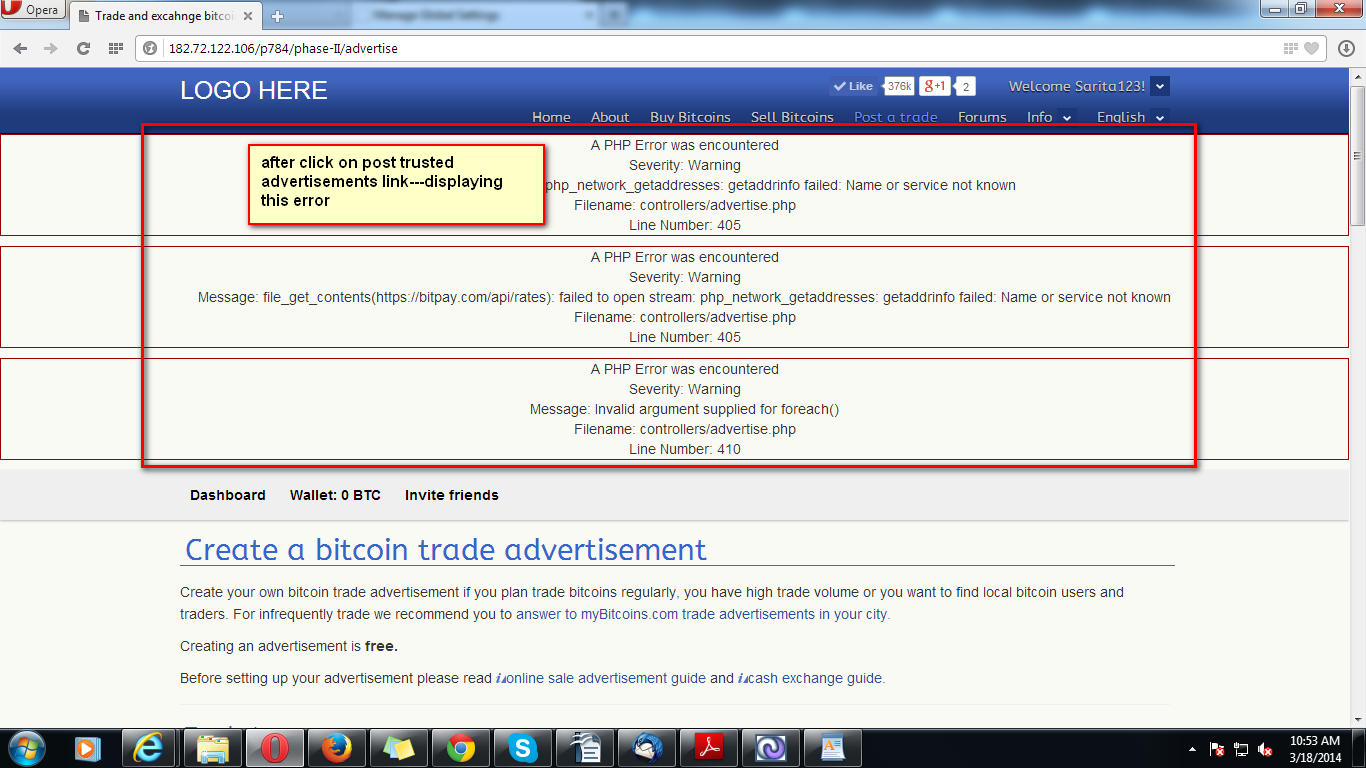 Opera
Trade and excahnge bitcoi
Manage Global Settings
182.72.122.106/p784/phase-II/advertise
LOGO HERE
Like 376k +1 2
Welcome Sarita123!
Home About Buy Bitcoins Sell Bitcoins Post a trade Forums Info English
A PHP Error was encountered
Severity: Warning
php_network_getaddresses: getaddrinfo failed: Name or service not known
Filename: controllers/advertise.php
Line Number: 405
after click on post trusted
advertisements link---displaying
this error
A PHP Error was encountered
Severity: Warning
Message: file_get_contents(https://bitpay.com/api/rates): failed to open stream: php_network_getaddresses: getaddrinfo failed: Name or service not known
Filename: controllers/advertise.php
Line Number: 405
A PHP Error was encountered
Severity: Warning
Message: Invalid argument supplied for foreach()
Filename: controllers/advertise.php
Line Number: 410
Dashboard Wallet: 0 BTC Invite friends
Create a bitcoin trade advertisement
Create your own bitcoin trade advertisement if you plan trade bitcoins regularly, you have high trade volume or you want to find local bitcoin users and
traders. For infrequently trade we recommend you to answer to myBitcoins.com trade advertisements in your city.
Creating an advertisement is free.
Before setting up your advertisement please read online sale advertisement guide and cash exchange guide.
10:53 AM
3/18/2014